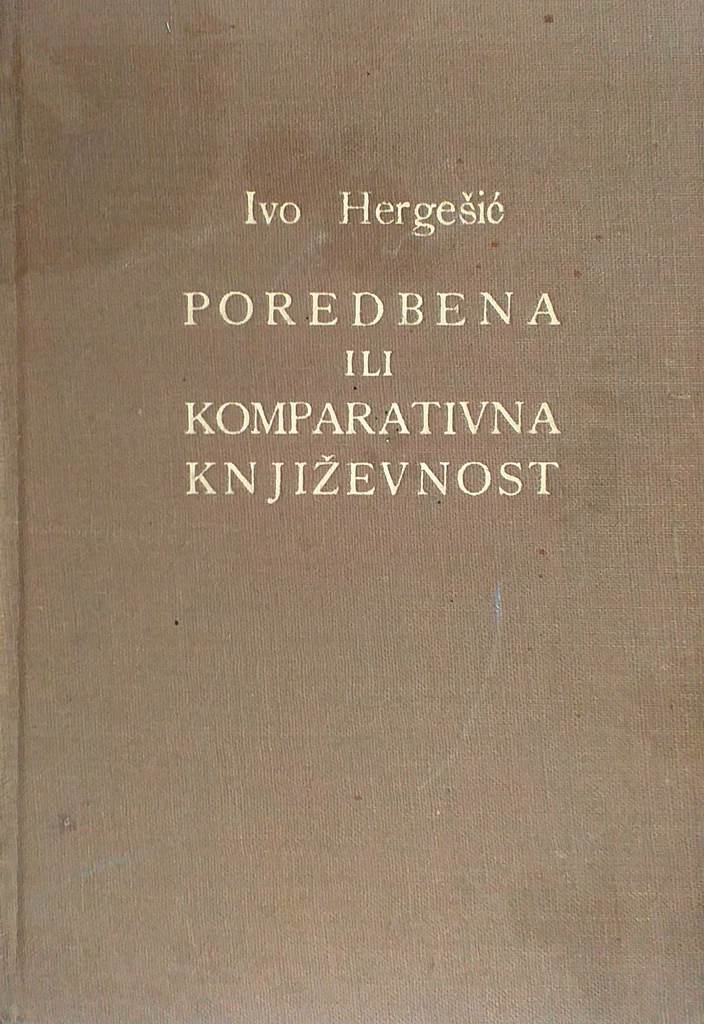 Ivo Hergešić
POREDBENA
ILI
KOMPARATIVNA
KNJIŽEVNOST